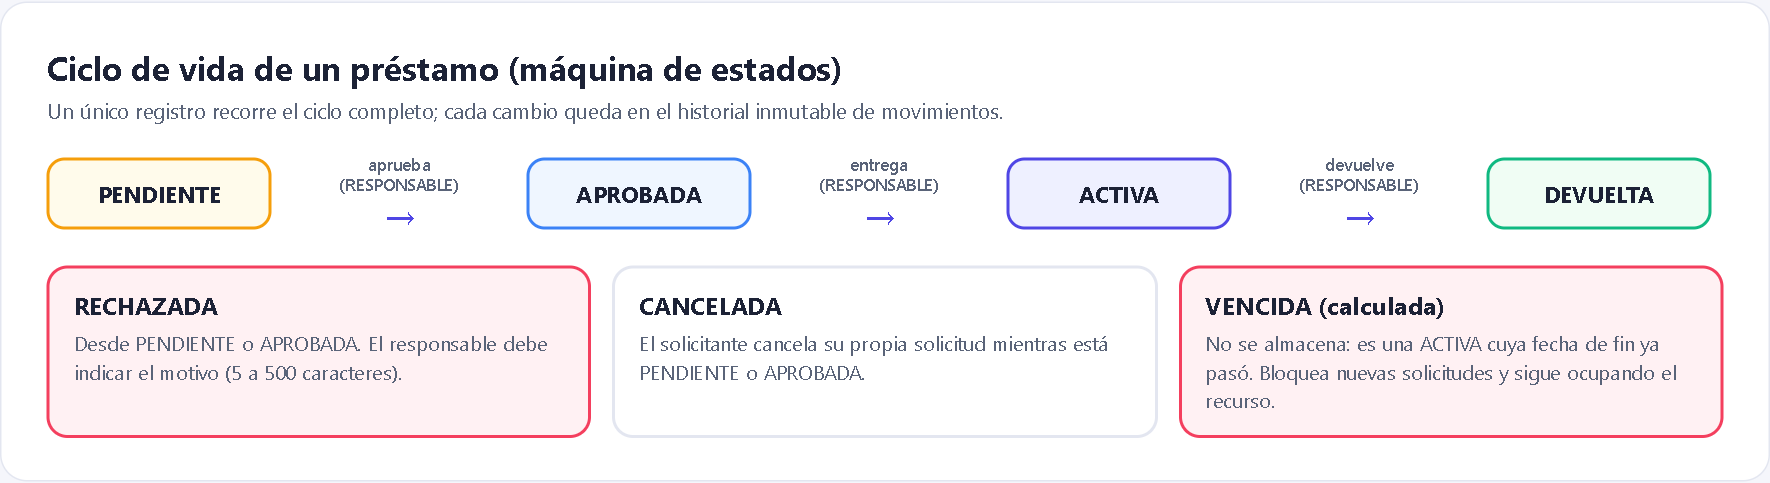 Ciclo de vida de un préstamo (máquina de estados)
Un único registro recorre el ciclo completo; cada cambio queda en el historial inmutable de movimientos.
PENDIENTE
aprueba
(RESPONSABLE)
→
APROBADA
entrega
(RESPONSABLE)
→
ACTIVA
devuelve
(RESPONSABLE)
→
DEVUELTA
RECHAZADA
Desde PENDIENTE o APROBADA. El responsable debe
indicar el motivo (5 a 500 caracteres).
CANCELADA
El solicitante cancela su propia solicitud mientras está
PENDIENTE o APROBADA.
VENCIDA (calculada)
No se almacena: es una ACTIVA cuya fecha de fin ya
pasó. Bloquea nuevas solicitudes y sigue ocupando el
recurso.